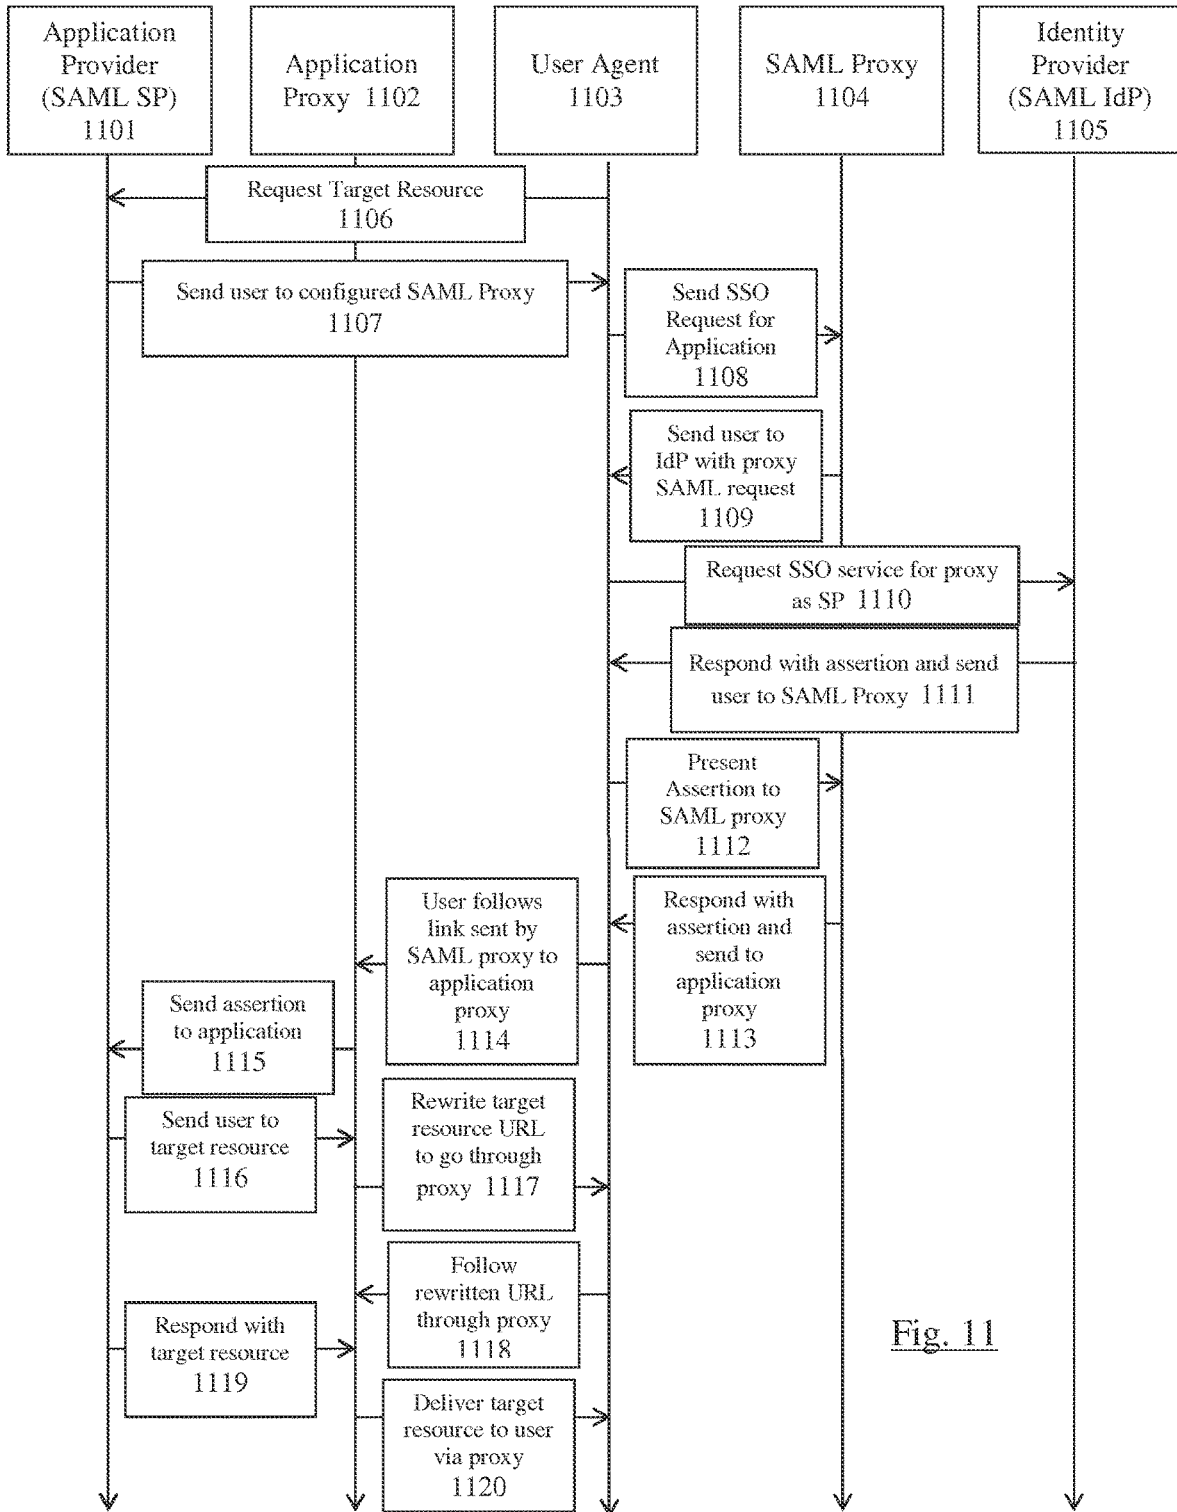 Application
Provider
(SAML SP)
1101
Application
Proxy 1102
User Agent
1103
SAML Proxy
1104
Identity
Provider
(SAML IdP)
1105
Request Target Resource
1106
Send user to configured SAML Proxy
1107
Send SSO
Request for
Application
1108
Send user to
IdP with proxy
SAML request
1109
Request SSO service for proxy
as SP 1110
Respond with assertion and send
user to SAML Proxy 1111
Present
Assertion to
SAML proxy
1112
Respond with
assertion and
send to
application
proxy
1113
User follows
link sent by
SAML proxy to
application
proxy
1114
Send assertion
to application
1115
Send user to
target resource
1116
Rewrite target
resource URL
to go through
proxy 1117
Follow
rewritten URL
through proxy
1118
Respond with
target resource
1119
Deliver target
resource to user
via proxy
1120
Fig. 11